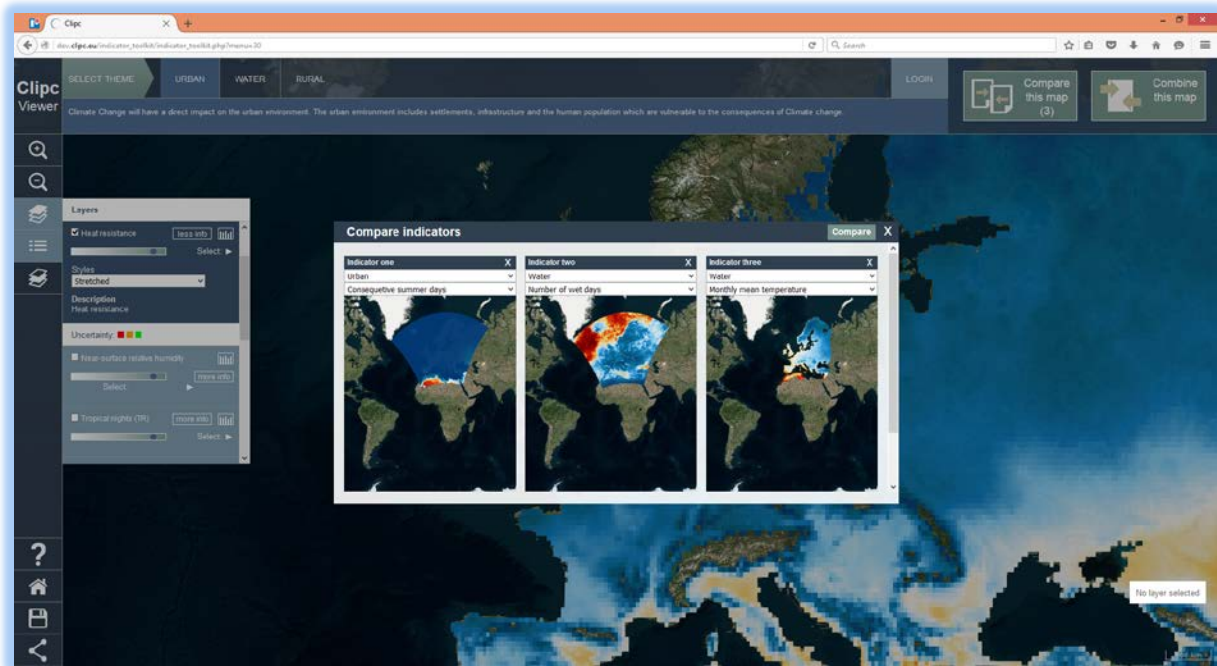 Clipc
dev.clipc.eu/indicator_toolkit/indicator_toolkit.php?menu=30
Search
Clipc
Viewer
SELECT THEME
URBAN
WATER
RURAL
LOGIN
Compare
this map
(3)
Combine
this map
Climate Change will have a direct impact on the urban environment. The urban environment includes settlements, infrastructure and the human population which are vulnerable to the consequences of Climate change.
Layers
Heat resistance
less info
Select:
Styles
Stretched
Description
Heat resistance
Uncertainty:
Near-surface relative humidity
Select:
more info
Tropical nights (TR)
more info
Select:
Compare indicators
Compare
X
Indicator one
X
Urban
Consequetive summer days
Indicator two
X
Water
Number of wet days
Indicator three
X
Water
Monthly mean temperature
?
No layer selected